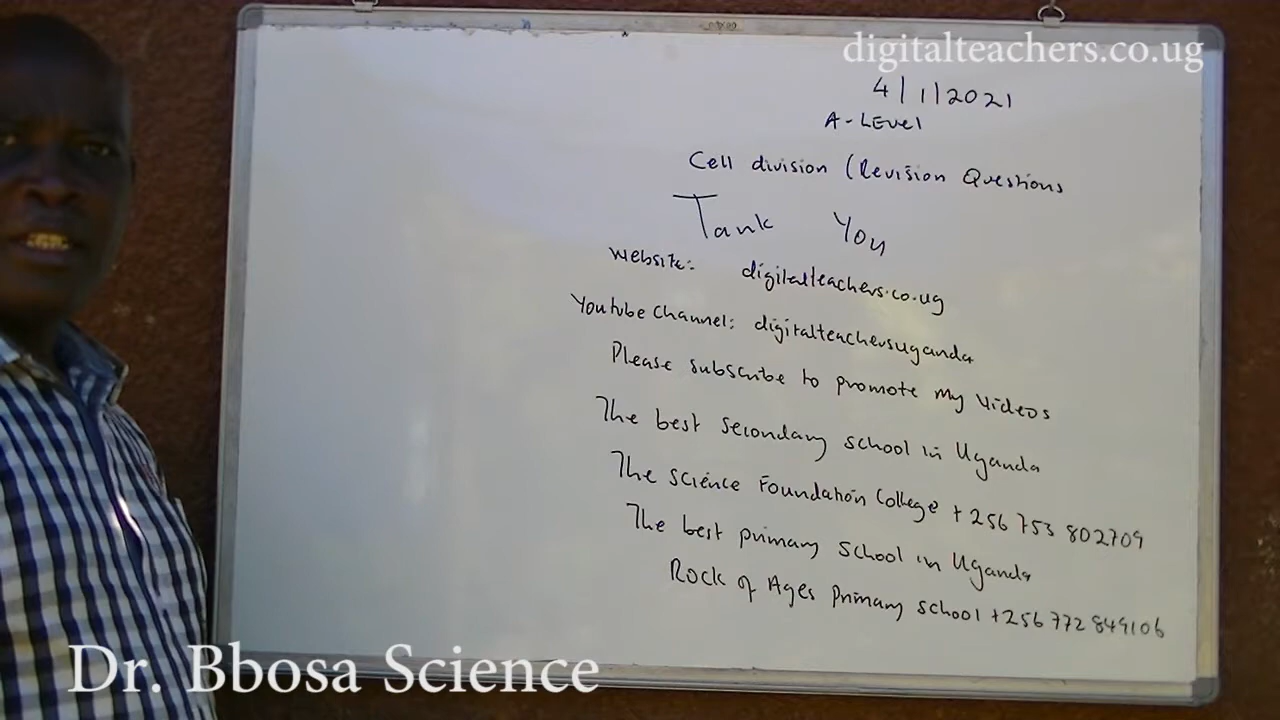 digitalteachers.co.ug
4/1/2021
A-Level
Cell division (Revision Questions
Tank You
Website: digitalteachers.co.ug
Youtube Channel: digitalteachersuganda
Please subscribe to promote my videos
The best secondary school in Uganda
The science Foundation College +256 753 802709
The best primary school in Uganda
Rock of Ages primary school +256 772 849106
Dr. Bbosa Science